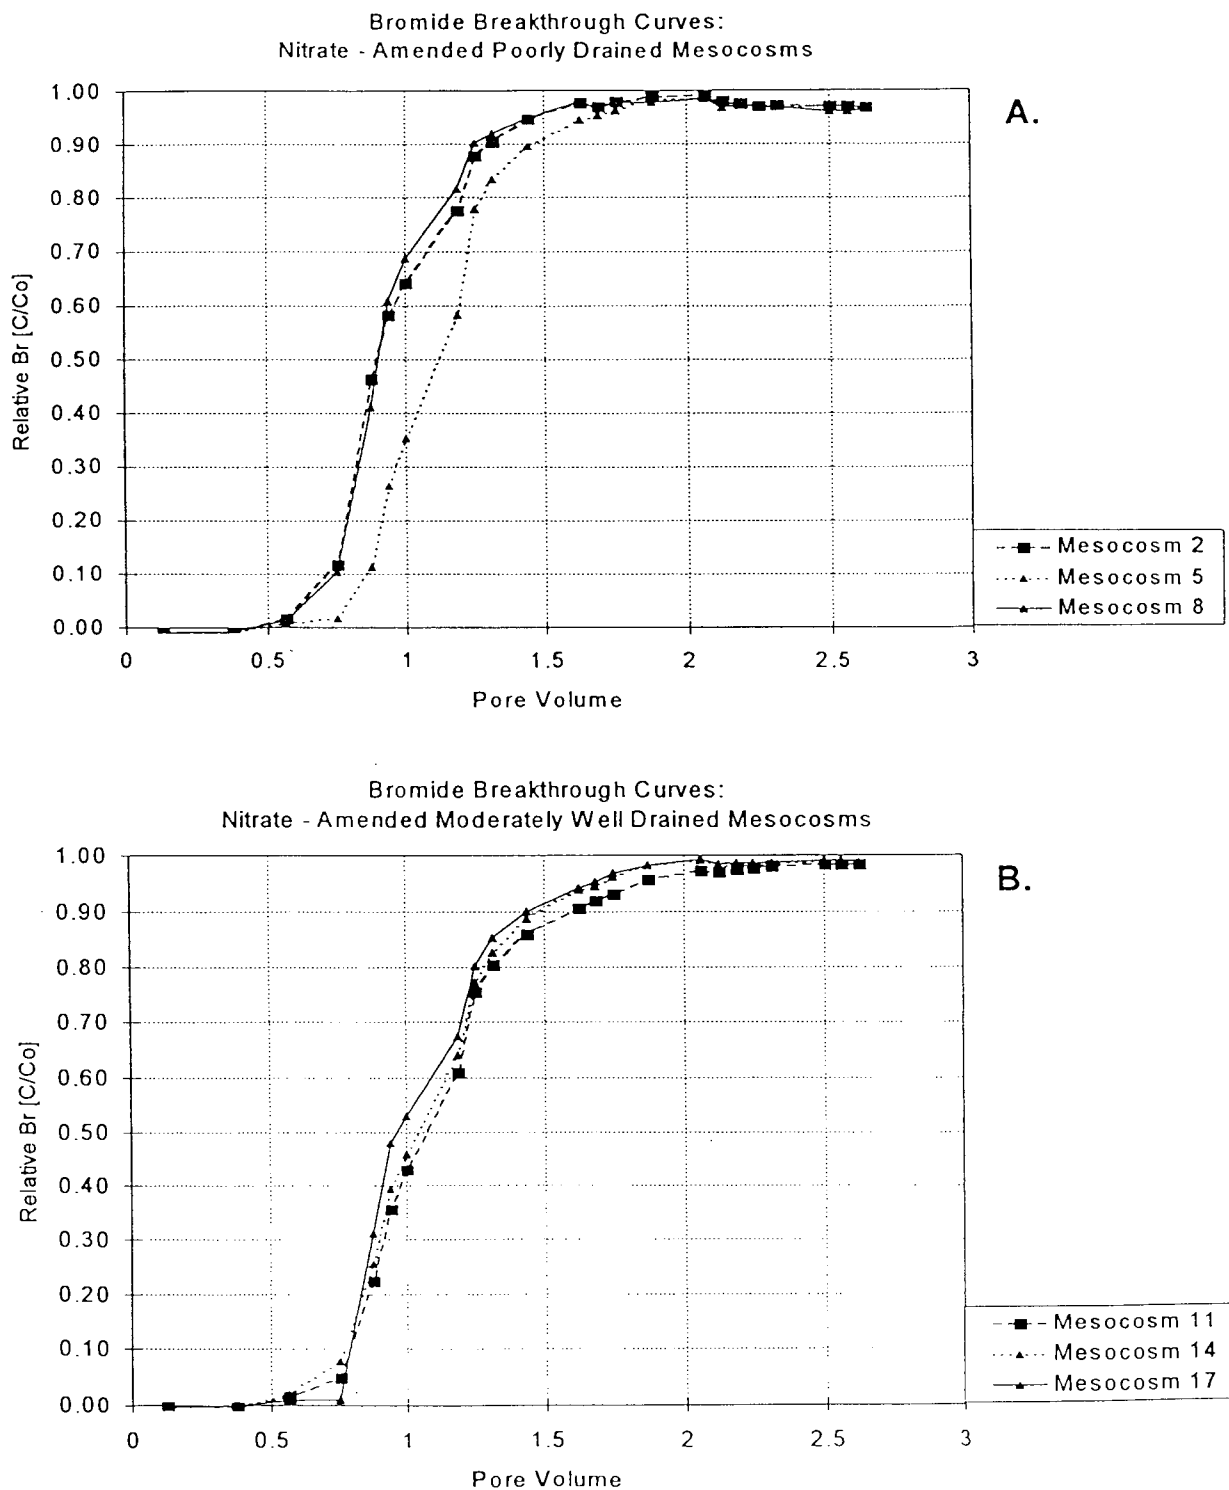 Bromide Breakthrough Curves:
Nitrate - Amended Poorly Drained Mesocosms
A.
1.00
0.90
0.80
0.70
0.60
0.50
0.40
0.30
0.20
0.10
0.00
Relative Br [C/Co]
0 0.5 1 1.5 2 2.5 3
Pore Volume
Mesocosm 2
Mesocosm 5
Mesocosm 8
Bromide Breakthrough Curves:
Nitrate - Amended Moderately Well Drained Mesocosms
B.
1.00
0.90
0.80
0.70
0.60
0.50
0.40
0.30
0.20
0.10
0.00
Relative Br [C/Co]
0 0.5 1 1.5 2 2.5 3
Pore Volume
Mesocosm 11
Mesocosm 14
Mesocosm 17